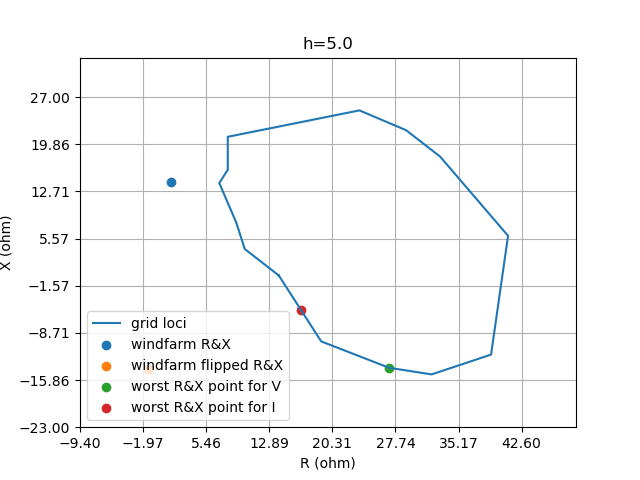 h=5.0
27.00
19.86
12.71
5.57
−1.57
−8.71
−15.86
−23.00
X (ohm)
grid loci
windfarm R&X
windfarm flipped R&X
worst R&X point for V
worst R&X point for I
−9.40 −1.97 5.46 12.89 20.31 27.74 35.17 42.60
R (ohm)